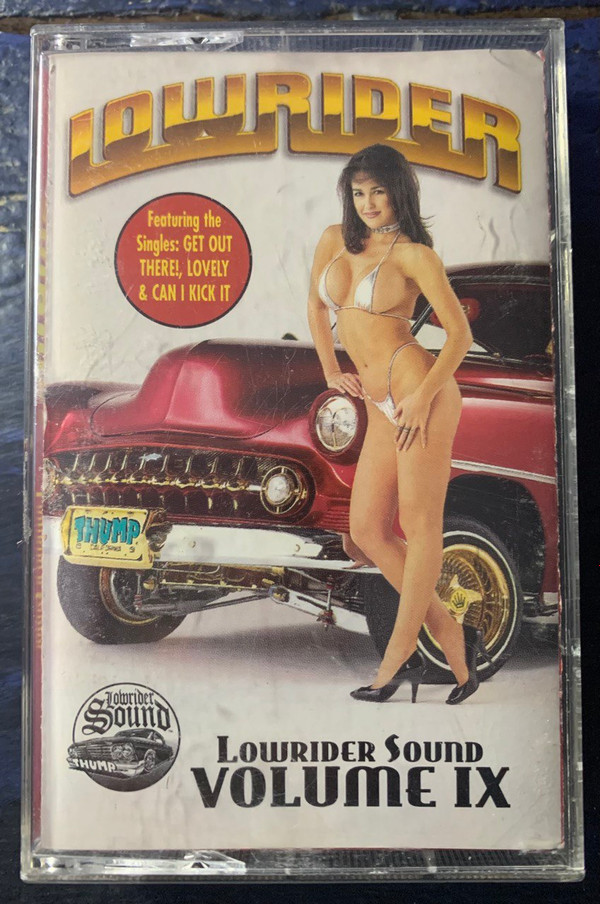 LOWRIDER
Featuring the
Singles: GET OUT
THERE!, LOVELY
& CAN I KICK IT
THUMP
CALIFORNIA
Lowrider
Sound
THUMP
LOWRIDER SOUND
VOLUME IX